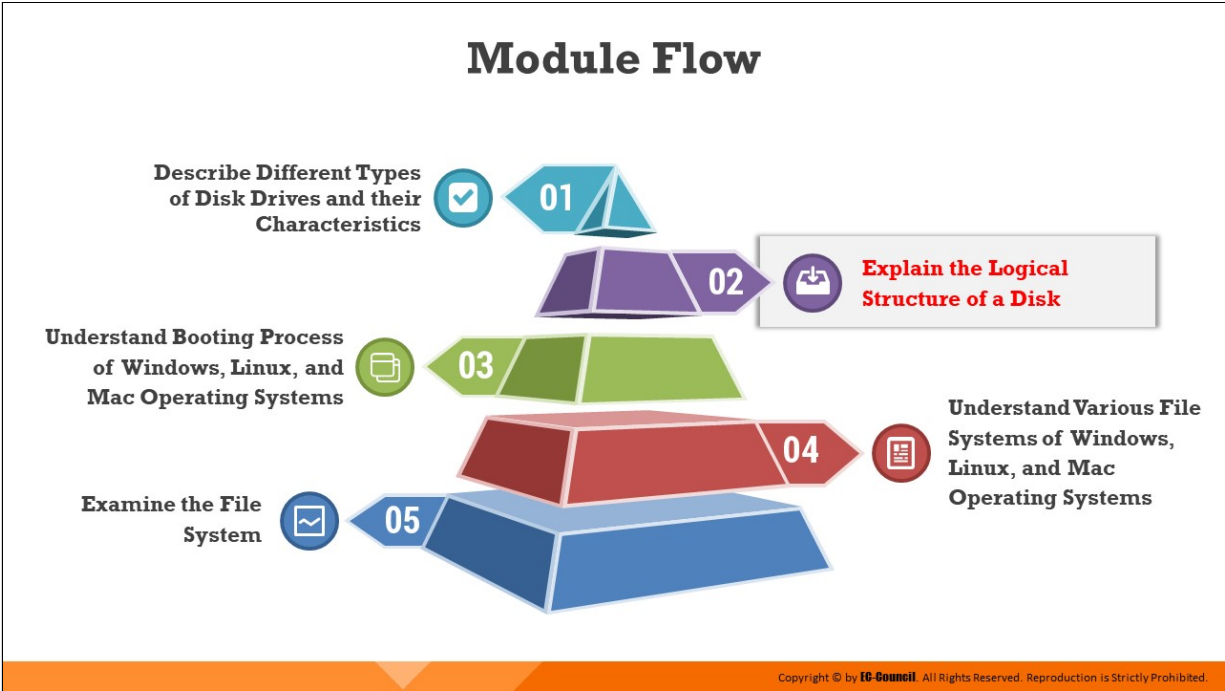 Module Flow
Describe Different Types
of Disk Drives and their
Characteristics
01
02
Explain the Logical
Structure of a Disk
Understand Booting Process
of Windows, Linux, and
Mac Operating Systems
03
04
Understand Various File
Systems of Windows,
Linux, and Mac
Operating Systems
Examine the File
System
05
Copyright © by EC-Council. All Rights Reserved. Reproduction is Strictly Prohibited.